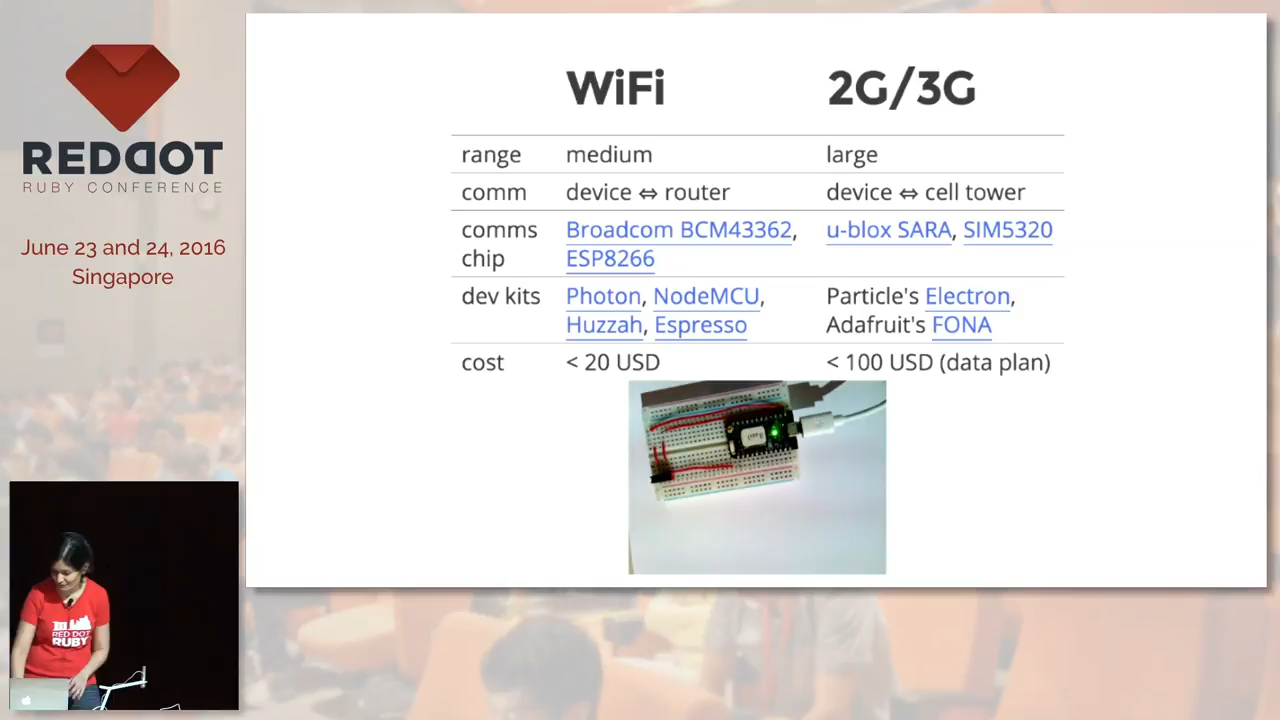 REDDOT
RUBY CONFERENCE
June 23 and 24, 2016
Singapore
WiFi 2G/3G
range medium large
comm device ⇔ router device ⇔ cell tower
comms Broadcom BCM43362, u-blox SARA, SIM5320
chip ESP8266
dev kits Photon, NodeMCU, Particle's Electron,
Huzzah, Espresso Adafruit's FONA
cost < 20 USD < 100 USD (data plan)
RED DOT
RUBY